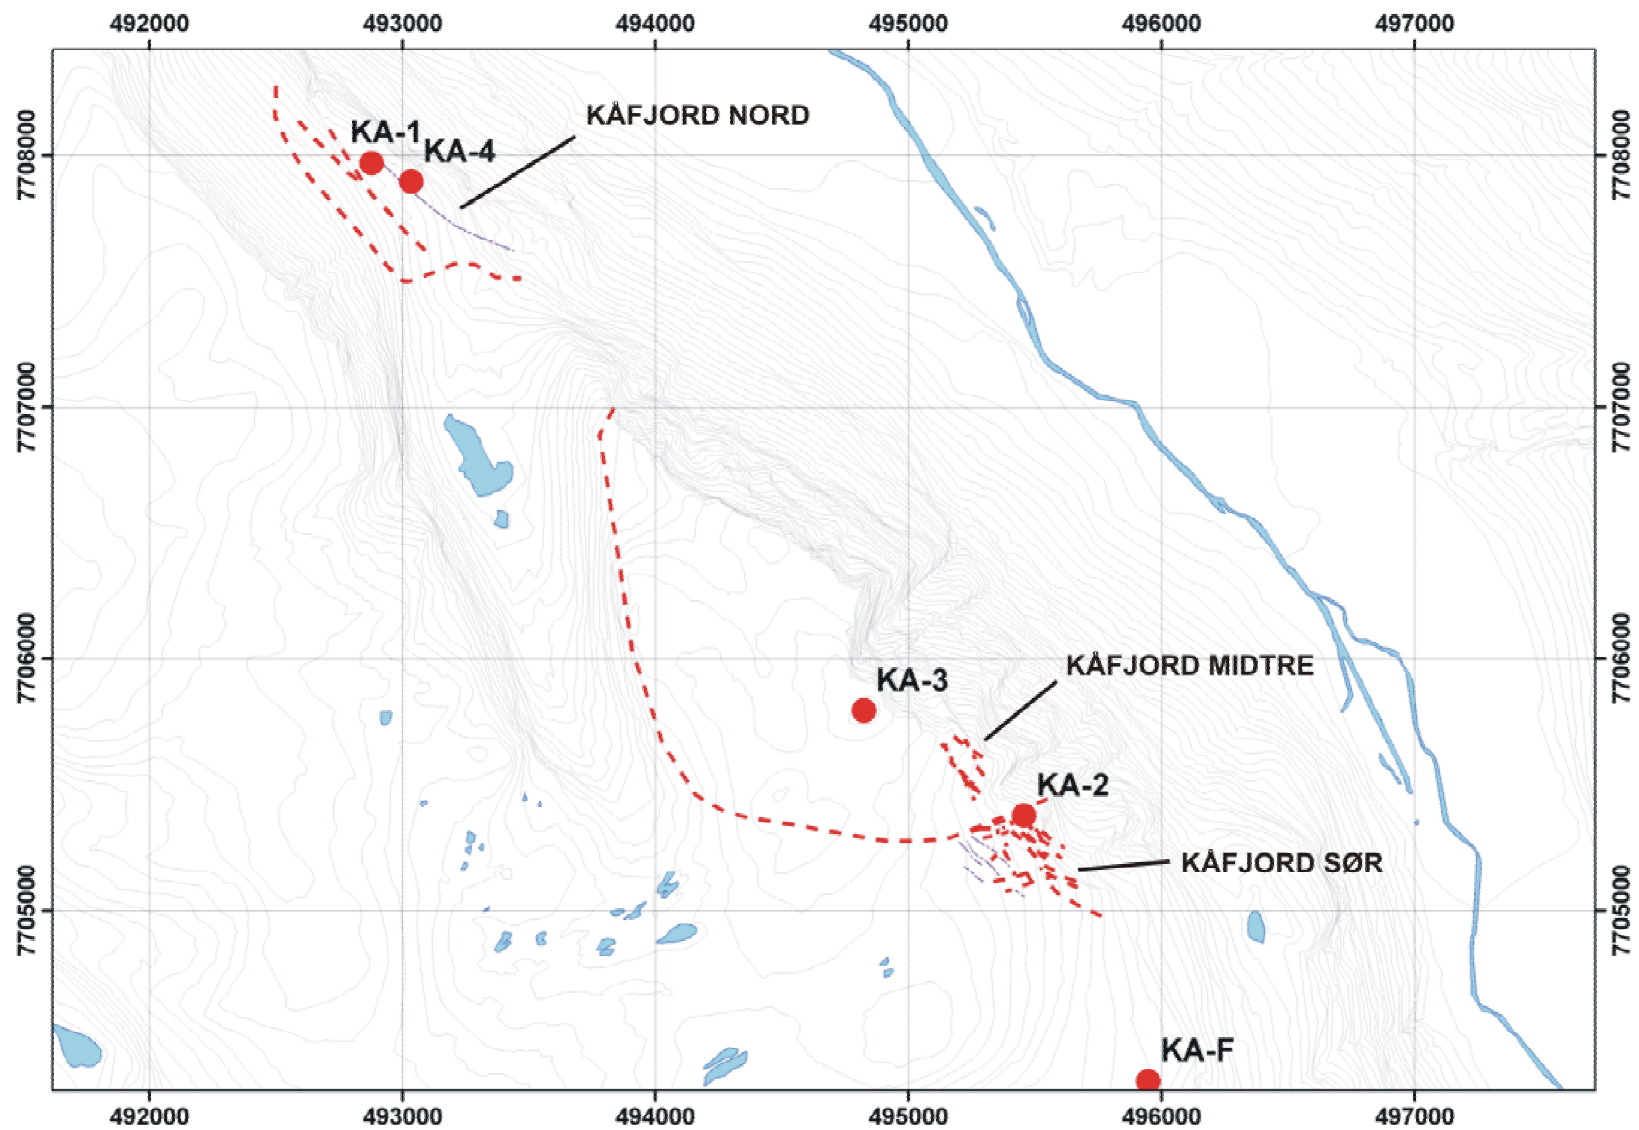 492000 493000 494000 495000 496000 497000
KÅFJORD NORD
KA-1
KA-4
7708000 7708000
7707000 7707000
7706000 7706000
KÅFJORD MIDTRE
KA-3
KA-2
KÅFJORD SØR
7705000 7705000
KA-F
492000 493000 494000 495000 496000 497000